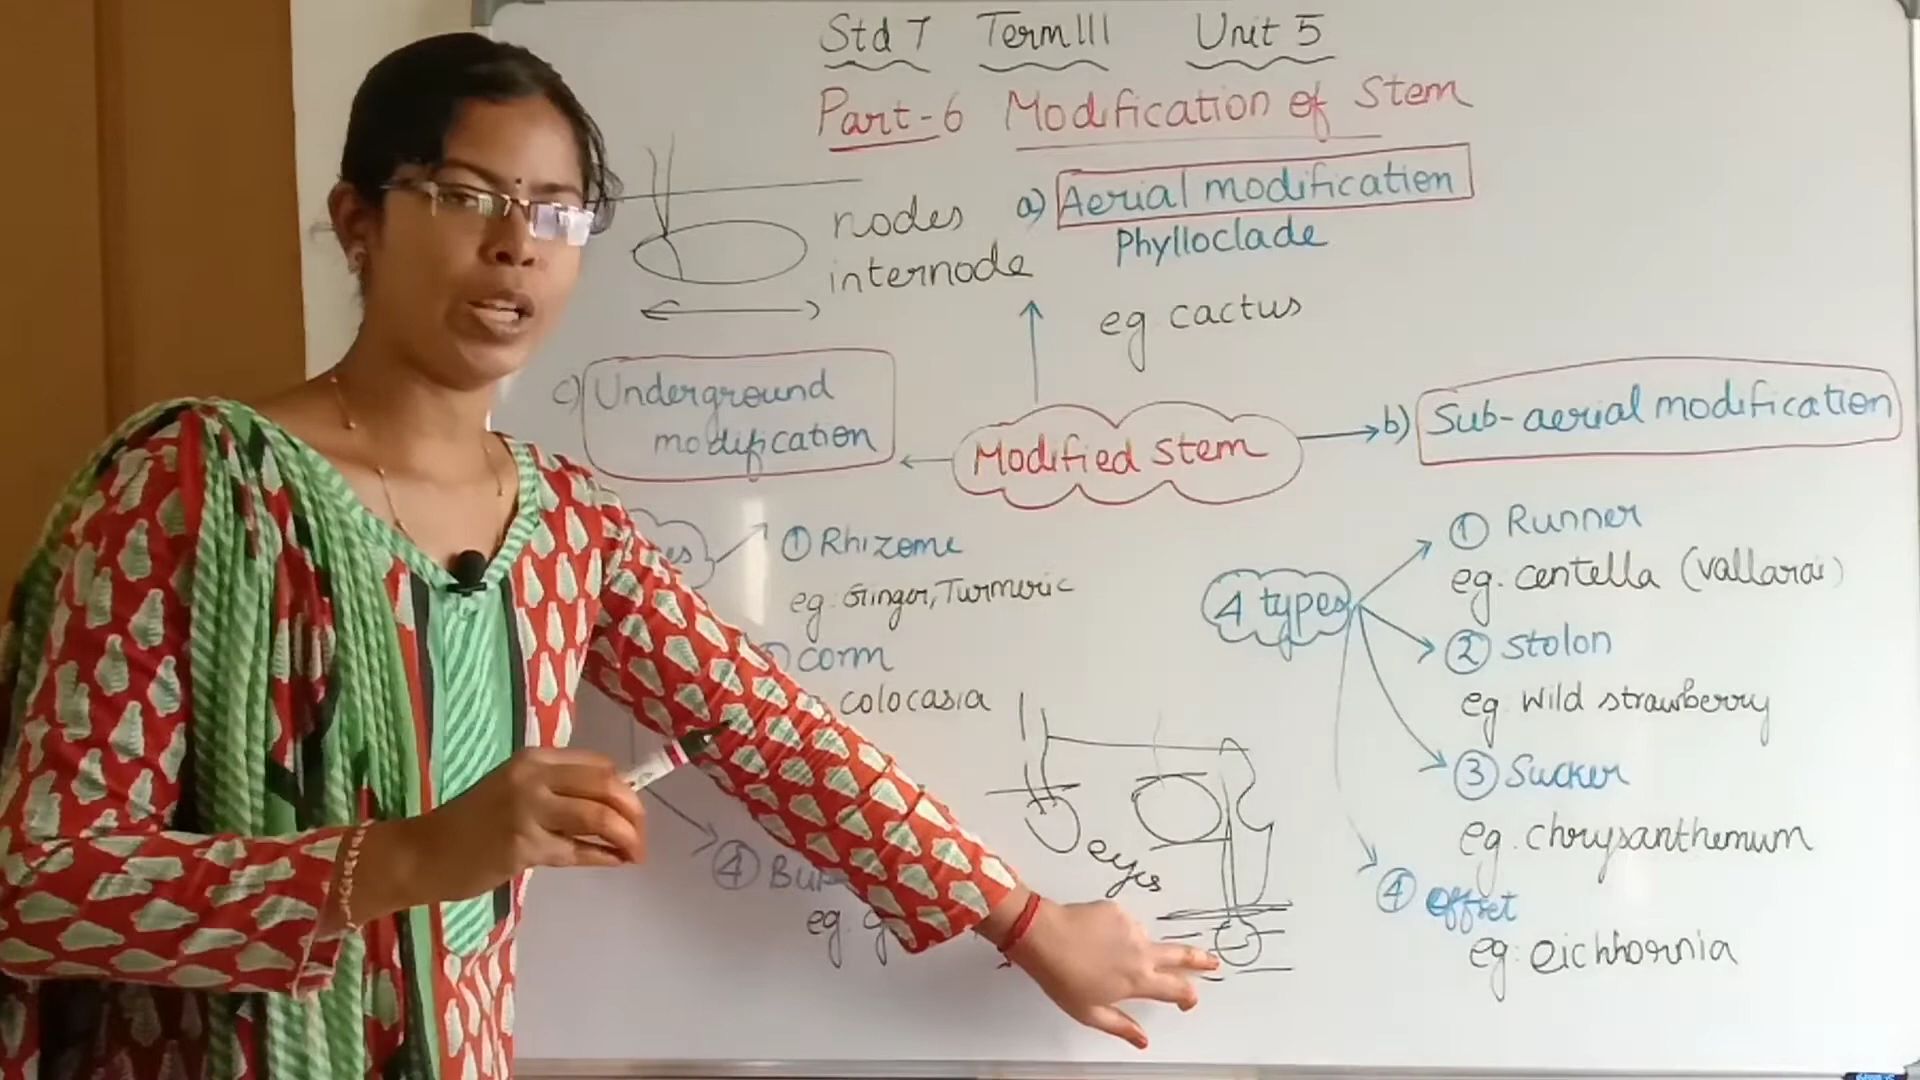 Std 7 Term III Unit 5
Part-6 Modification of Stem
a) Aerial modification
Phylloclade
eg cactus
nodes
internode
c) Underground
modification
Modified Stem
b) Sub-aerial modification
① Rhizome
eg. Ginger, Turmeric
corm
colocasia
eyes
④
eg.
4 types
① Runner
eg. centella (vallarai)
② Stolon
eg wild strawberry
③ Sucker
eg. chrysanthemum
④ offset
eg. eichhornia